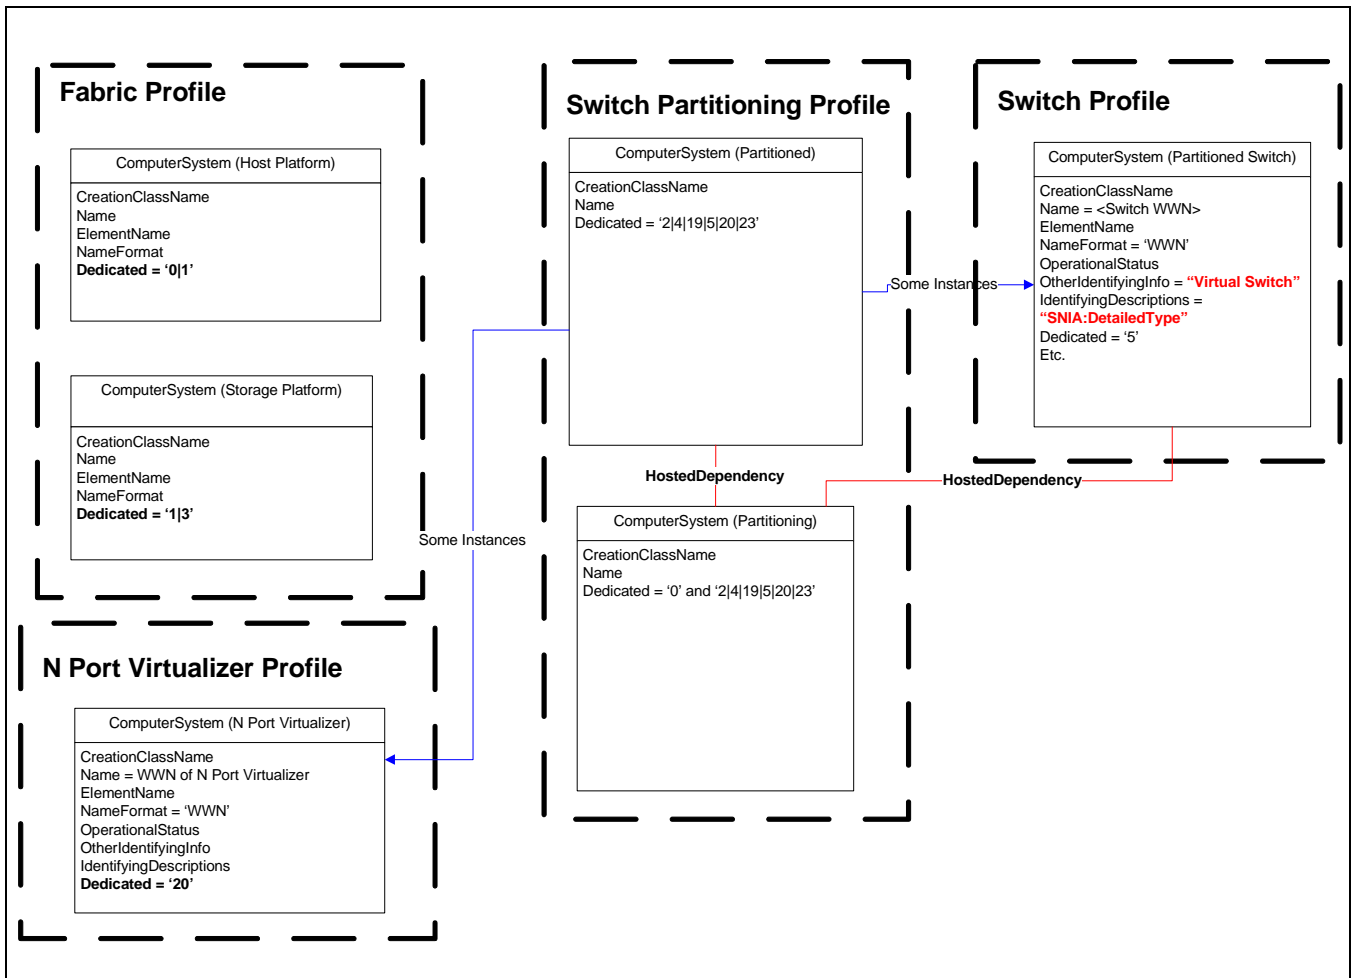 Fabric Profile
ComputerSystem (Host Platform)
CreationClassName
Name
ElementName
NameFormat
Dedicated = ‘0|1’
ComputerSystem (Storage Platform)
CreationClassName
Name
ElementName
NameFormat
Dedicated = ‘1|3’
N Port Virtualizer Profile
ComputerSystem (N Port Virtualizer)
CreationClassName
Name = WWN of N Port Virtualizer
ElementName
NameFormat = ‘WWN’
OperationalStatus
OtherIdentifyingInfo
IdentifyingDescriptions
Dedicated = ‘20’
Some Instances
Switch Partitioning Profile
ComputerSystem (Partitioned)
CreationClassName
Name
Dedicated = ‘2|4|19|5|20|23’
HostedDependency
ComputerSystem (Partitioning)
CreationClassName
Name
Dedicated = ‘0’ and ‘2|4|19|5|20|23’
Some Instances
HostedDependency
Switch Profile
ComputerSystem (Partitioned Switch)
CreationClassName
Name = <Switch WWN>
ElementName
NameFormat = ‘WWN’
OperationalStatus
OtherIdentifyingInfo = “Virtual Switch”
IdentifyingDescriptions =
“SNIA:DetailedType”
Dedicated = ‘5’
Etc.